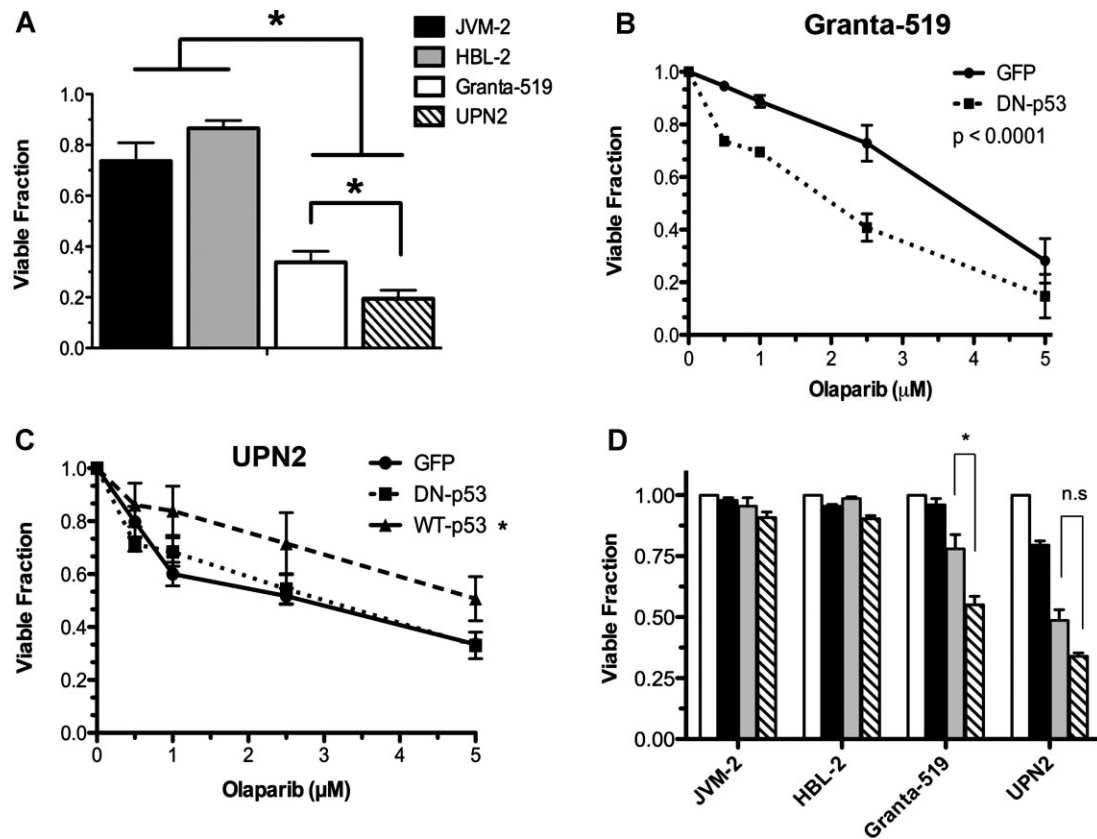 A
*
JVM-2
HBL-2
Granta-519
UPN2
*
1.0
0.8
0.6
0.4
0.2
0.0
Viable Fraction
B
Granta-519
GFP
DN-p53
p < 0.0001
1.0
0.8
0.6
0.4
0.2
0.0
Viable Fraction
0 1 2 3 4 5
Olaparib (μM)
C
UPN2
GFP
DN-p53
WT-p53 *
1.0
0.8
0.6
0.4
0.2
0.0
Viable Fraction
0 1 2 3 4 5
Olaparib (μM)
D
*
n.s
1.00
0.75
0.50
0.25
0.00
Viable Fraction
JVM-2
HBL-2
Granta-519
UPN2